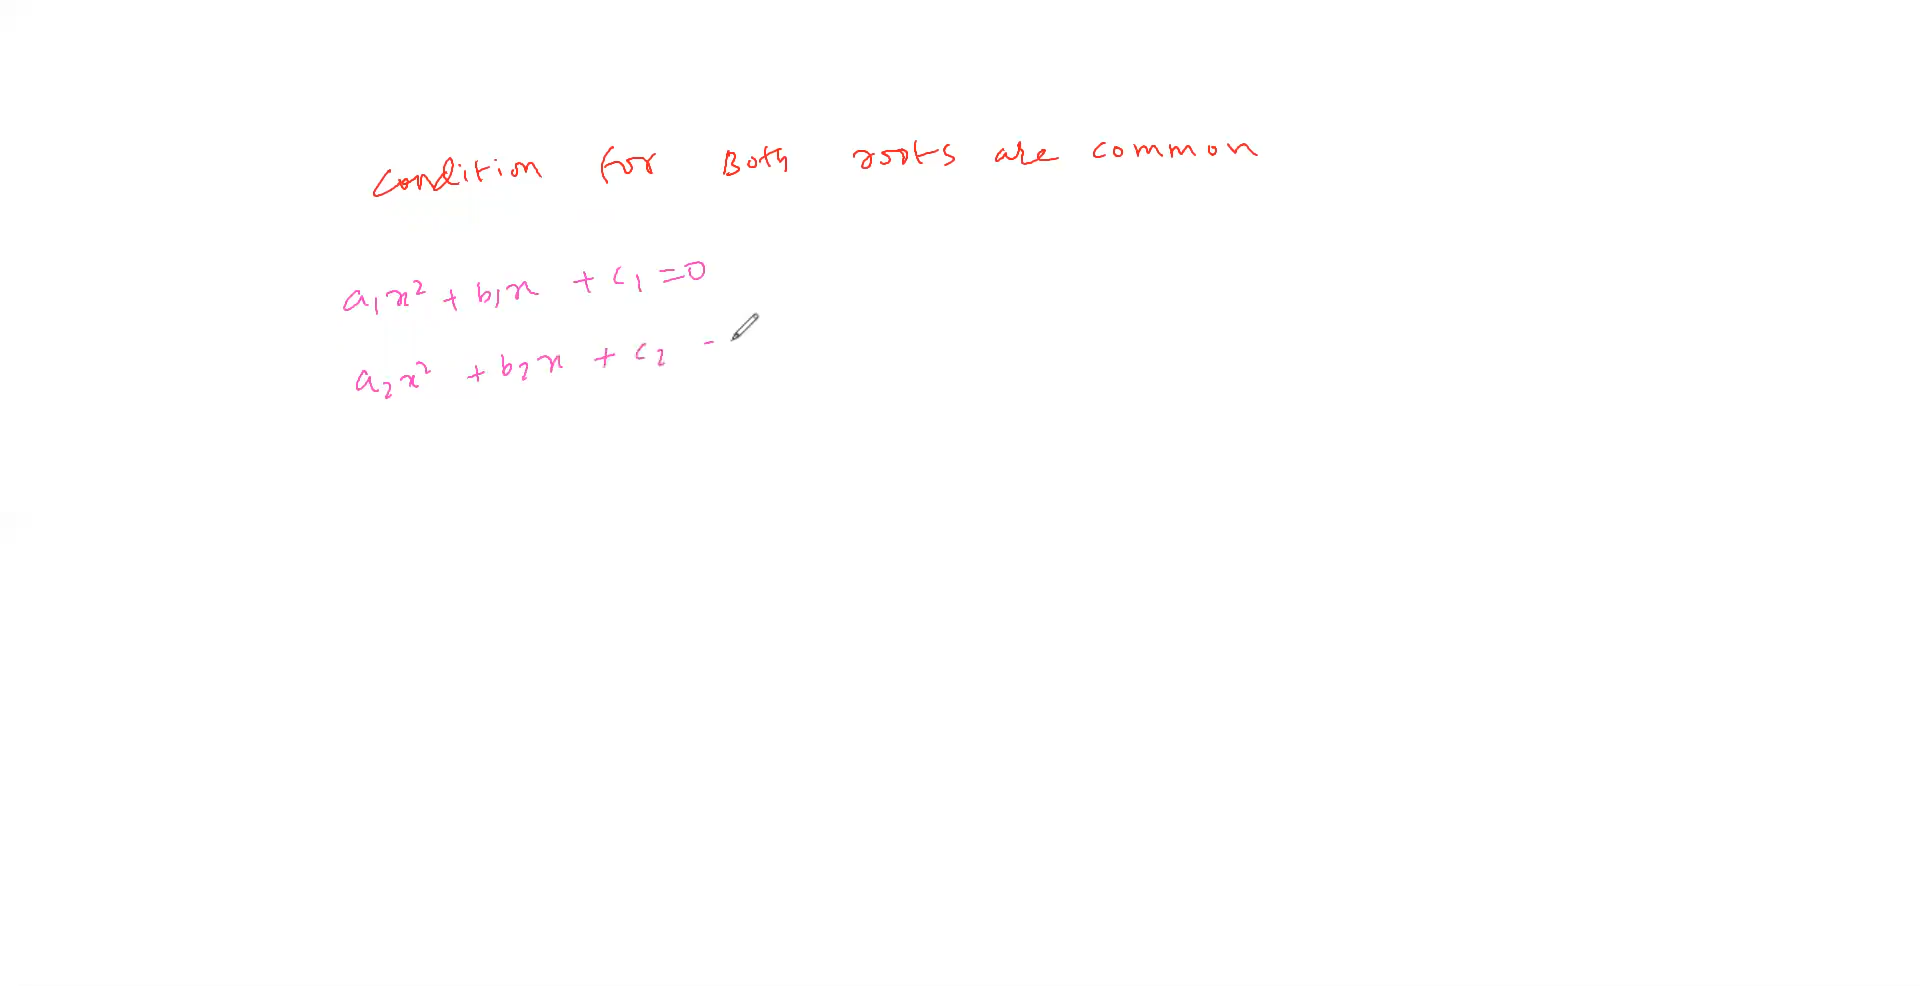 Condition for Both roots are common
a₁x² + b₁x + c₁ = 0
a₂x² + b₂x + c₂ -